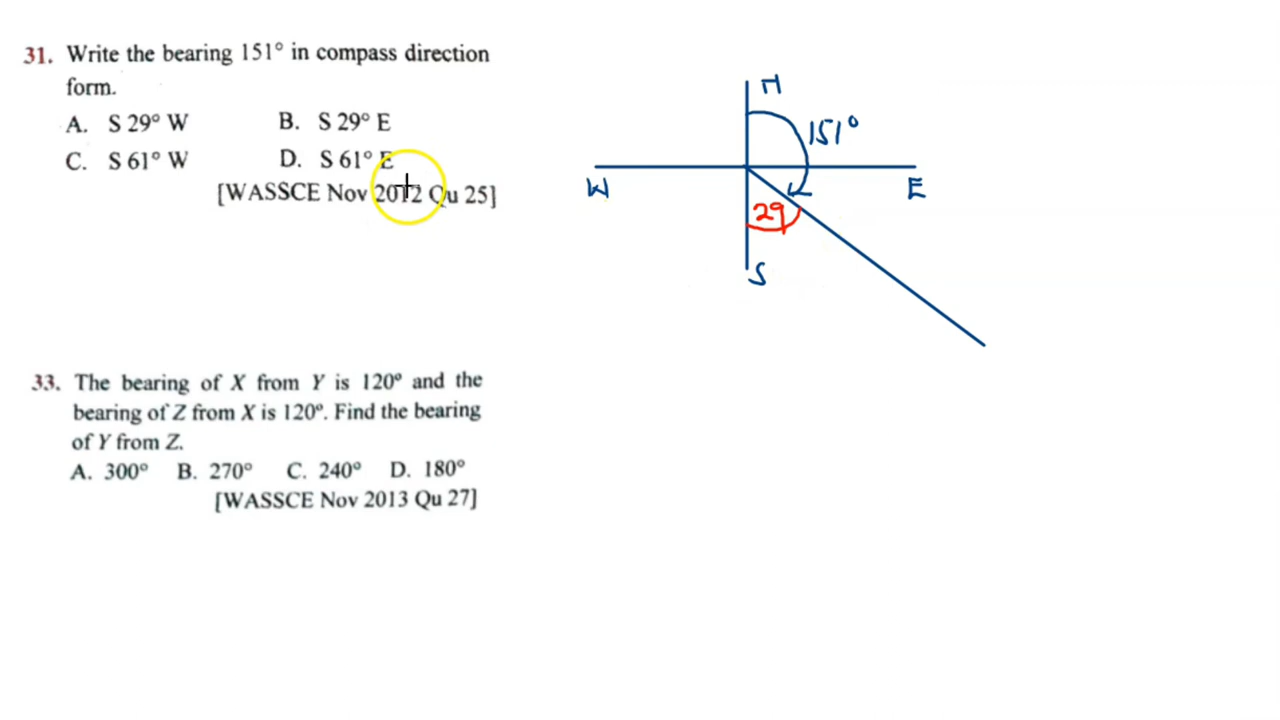 31. Write the bearing 151° in compass direction
form.
A. S 29° W B. S 29° E
C. S 61° W D. S 61° E
[WASSCE Nov 2012 Qu 25]
N
151°
W
E
29
S
33. The bearing of X from Y is 120° and the
bearing of Z from X is 120°. Find the bearing
of Y from Z.
A. 300° B. 270° C. 240° D. 180°
[WASSCE Nov 2013 Qu 27]